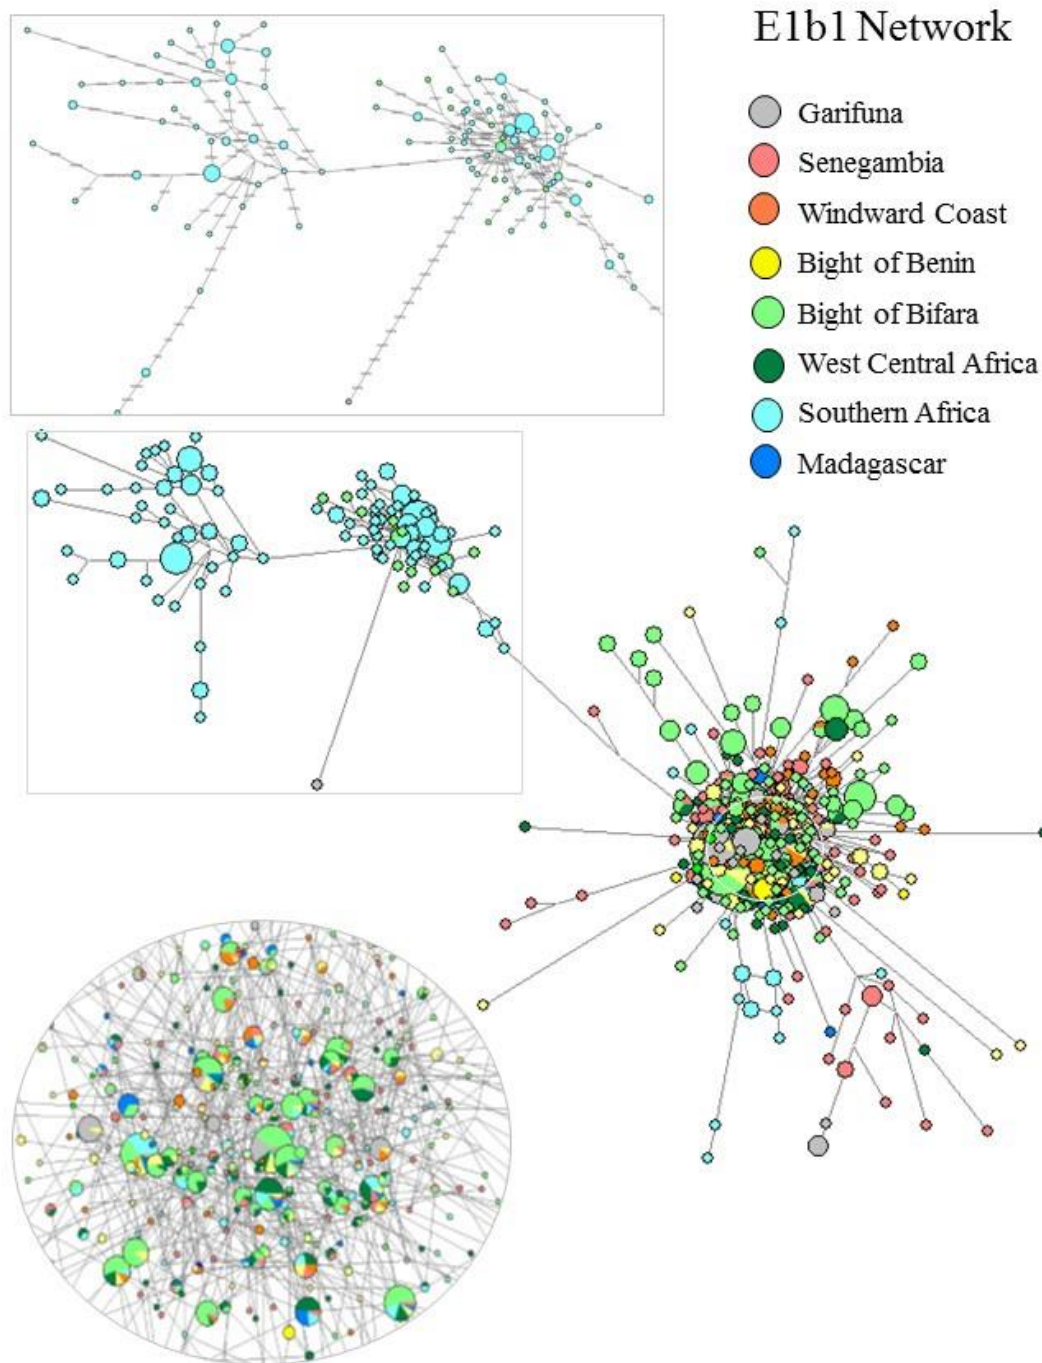 E1b1 Network
Garifuna
Senegambia
Windward Coast
Bight of Benin
Bight of Bifara
West Central Africa
Southern Africa
Madagascar